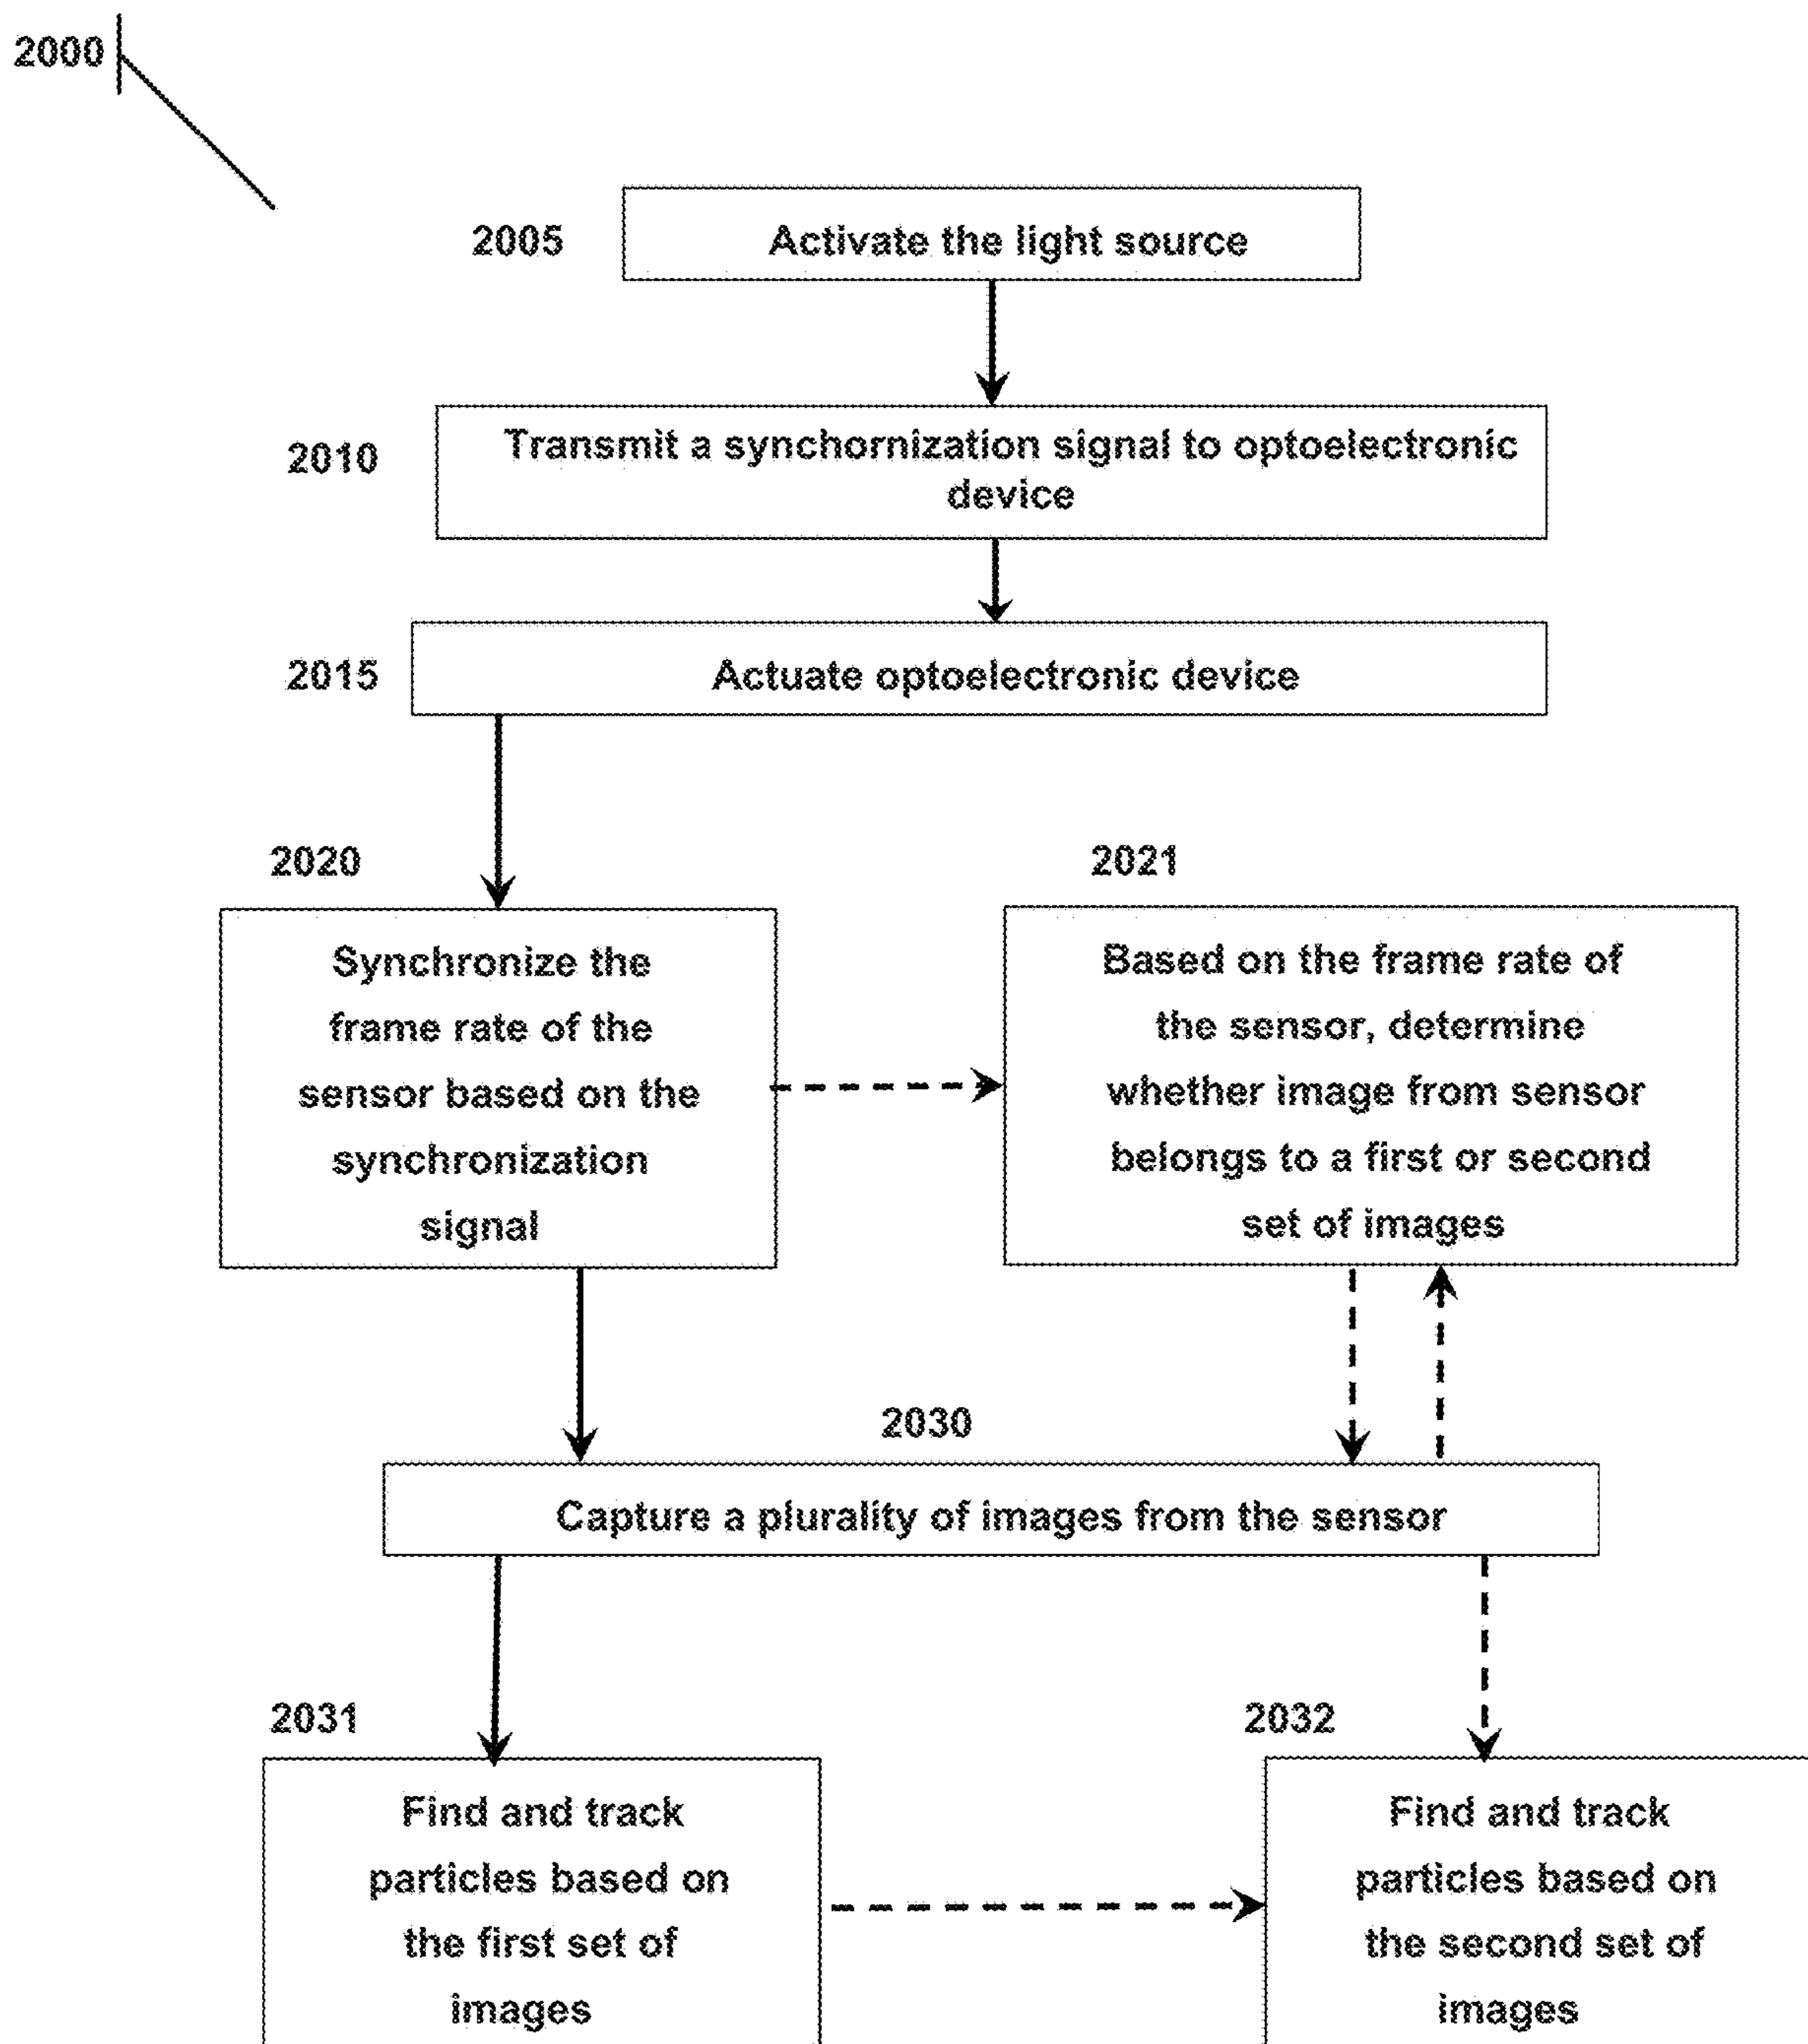 2000
2005
Activate the light source
2010
Transmit a synchornization signal to optoelectronic
device
2015
Actuate optoelectronic device
2020
Synchronize the
frame rate of the
sensor based on the
synchronization
signal
2021
Based on the frame rate of
the sensor, determine
whether image from sensor
belongs to a first or second
set of images
2030
Capture a plurality of images from the sensor
2031
Find and track
particles based on
the first set of
images
2032
Find and track
particles based on
the second set of
images